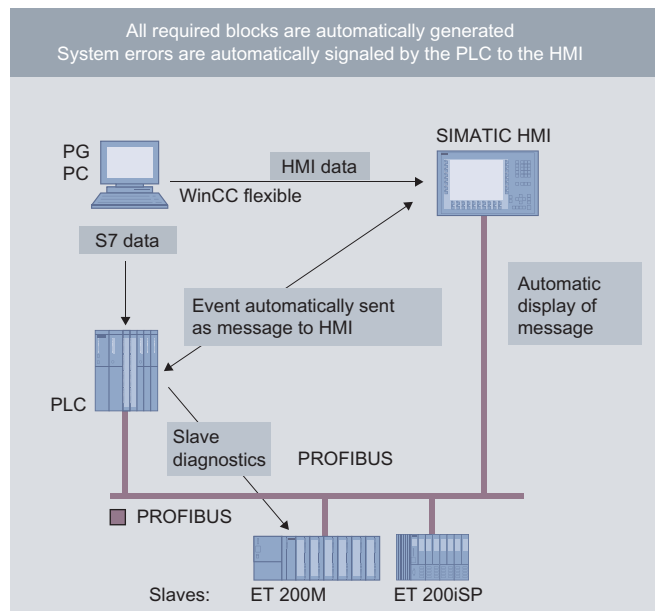 All required blocks are automatically generated
System errors are automatically signaled by the PLC to the HMI
SIMATIC HMI
PG
PC
HMI data
WinCC flexible
S7 data
Event automatically sent
as message to HMI
Automatic
display of
message
PLC
Slave
diagnostics
PROFIBUS
PROFIBUS
Slaves:
ET 200M
ET 200iSP